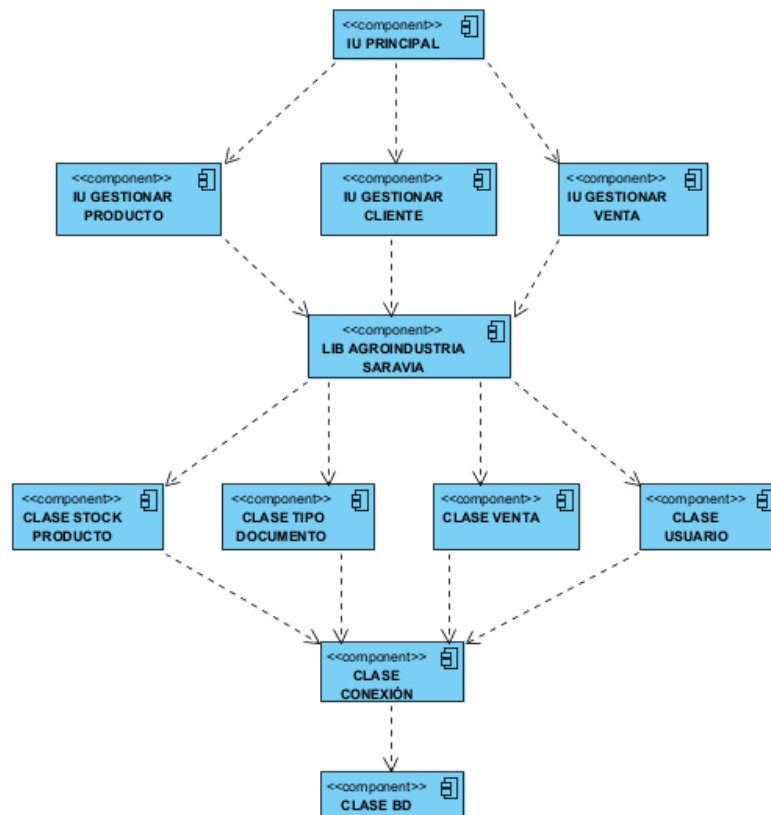 <<component>>
IU PRINCIPAL
<<component>>
IU GESTIONAR
PRODUCTO
<<component>>
IU GESTIONAR
CLIENTE
<<component>>
IU GESTIONAR
VENTA
<<component>>
LIB AGROINDUSTRIA
SARAVIA
<<component>>
CLASE STOCK
PRODUCTO
<<component>>
CLASE TIPO
DOCUMENTO
<<component>>
CLASE VENTA
<<component>>
CLASE
USUARIO
<<component>>
CLASE
CONEXIÓN
<<component>>
CLASE BD